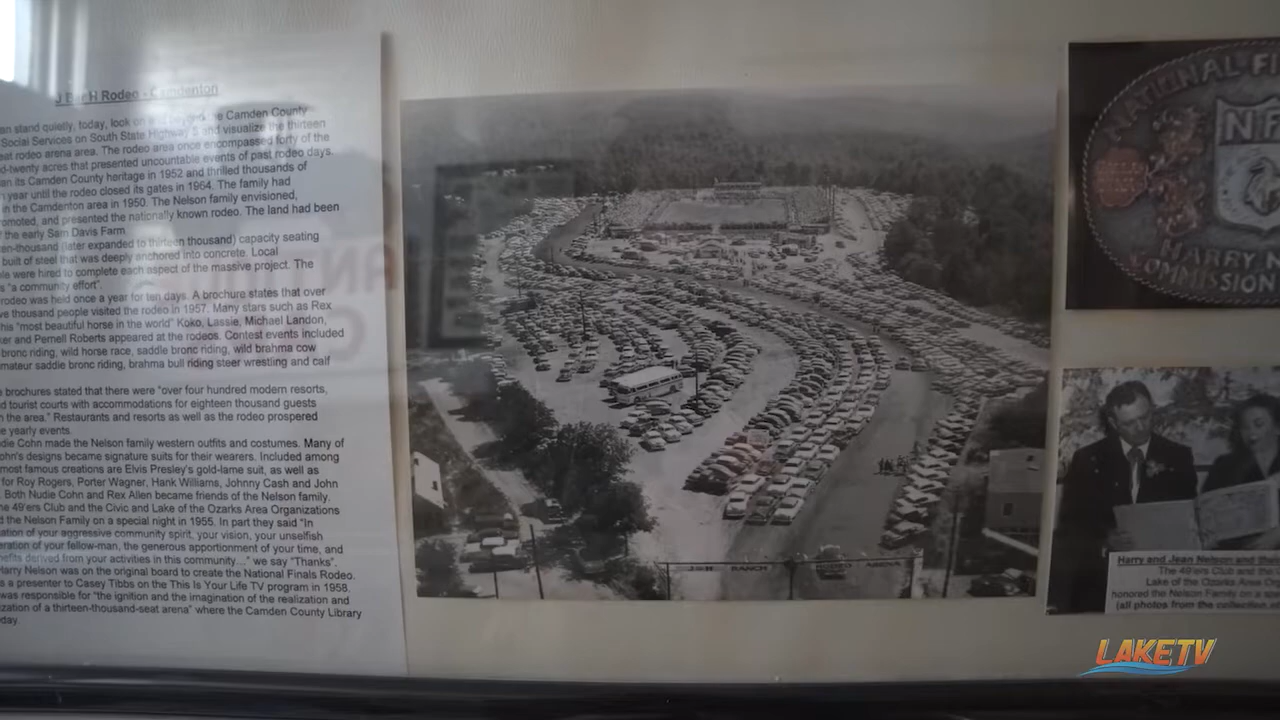 J Bar H Rodeo - Camdenton
en stand quietly, today, look on and beyond the Camden County
Social Services on South State Highway 5 and visualize the thirteen
eat rodeo arena area. The rodeo area once encompassed forty of the
d-twenty acres that presented uncountable events of past rodeo days.
an its Camden County heritage in 1952 and thrilled thousands of
n year until the rodeo closed its gates in 1964. The family had
in the Camdenton area in 1950. The Nelson family envisioned,
romoted, and presented the nationally known rodeo. The land had been
f the early Sam Davis Farm
ten-thousand (later expanded to thirteen thousand) capacity seating
built of steel that was deeply anchored into concrete. Local
le were hired to complete each aspect of the massive project. The
s "a community effort".
rodeo was held once a year for ten days. A brochure states that over
ve thousand people visited the rodeo in 1957. Many stars such as Rex
his "most beautiful horse in the world" Koko, Lassie, Michael Landon,
ker and Pernell Roberts appeared at the rodeos. Contest events included
bronc riding, wild horse race, saddle bronc riding, wild brahma cow
mateur saddle bronc riding, brahma bull riding steer wrestling and calf
e brochures stated that there were "over four hundred modern resorts,
d tourist courts with accommodations for eighteen thousand guests
n the area." Restaurants and resorts as well as the rodeo prospered
e yearly events.
udie Cohn made the Nelson family western outfits and costumes. Many of
ohn's designs became signature suits for their wearers. Included among
most famous creations are Elvis Presley's gold-lame suit, as well as
for Roy Rogers, Porter Wagner, Hank Williams, Johnny Cash and John
. Both Nudie Cohn and Rex Allen became friends of the Nelson family.
he 49'ers Club and the Civic and Lake of the Ozarks Area Organizations
d the Nelson Family on a special night in 1955. In part they said "In
ation of your aggressive community spirit, your vision, your unselfish
eration of your fellow-man, the generous apportionment of your time, and
nefits derived from your activities in this community…" we say "Thanks".
Harry Nelson was on the original board to create the National Finals Rodeo.
s a presenter to Casey Tibbs on the This Is Your Life TV program in 1958.
was responsible for "the ignition and the imagination of the realization and
ization of a thirteen-thousand-seat arena" where the Camden County Library
day.
J-BAR-H RANCH RODEO ARENA
NATIONAL FI
NF
HARRY N
COMMISSION
Harry and Jean Nelson and thei
The 49'ers Club and the C
Lake of the Ozarks Area Or
honored the Nelson Family on a spe
(all photos from the collection o
LAKETV